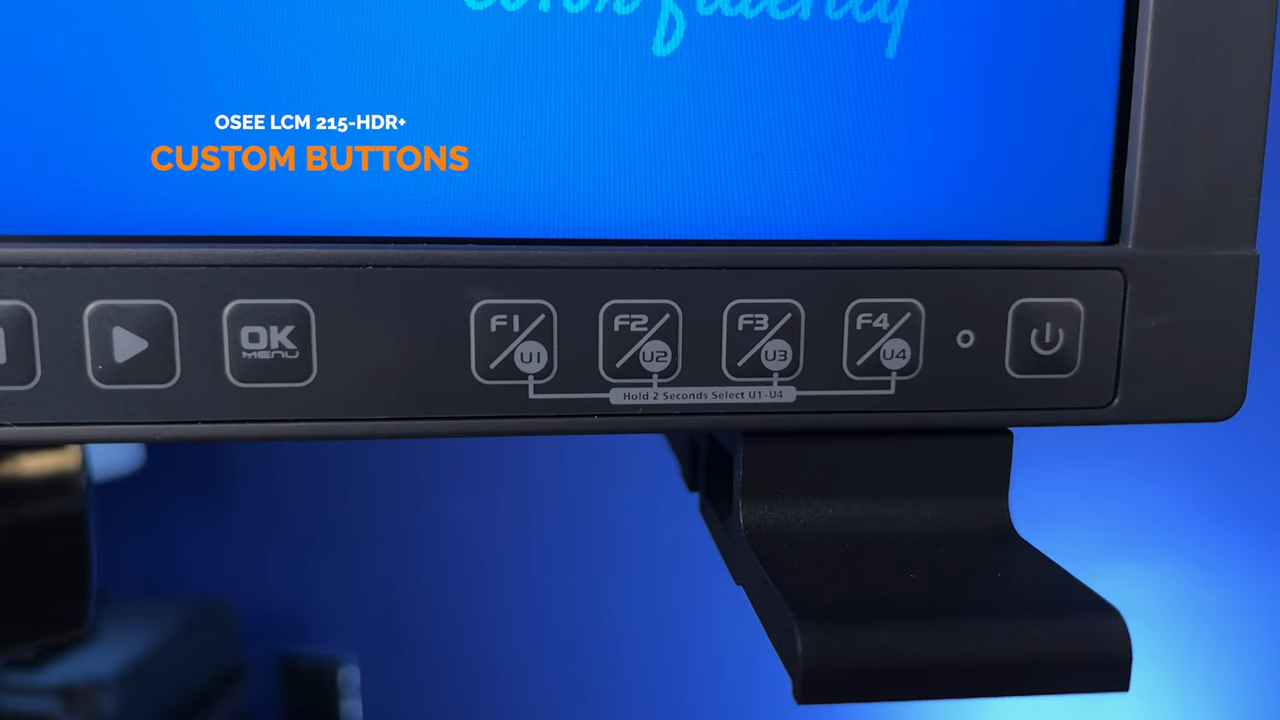 OSEE LCM 215-HDR+
CUSTOM BUTTONS
OK
MENU
F1
U1
F2
U2
F3
U3
F4
U4
Hold 2 Seconds Select U1-U4